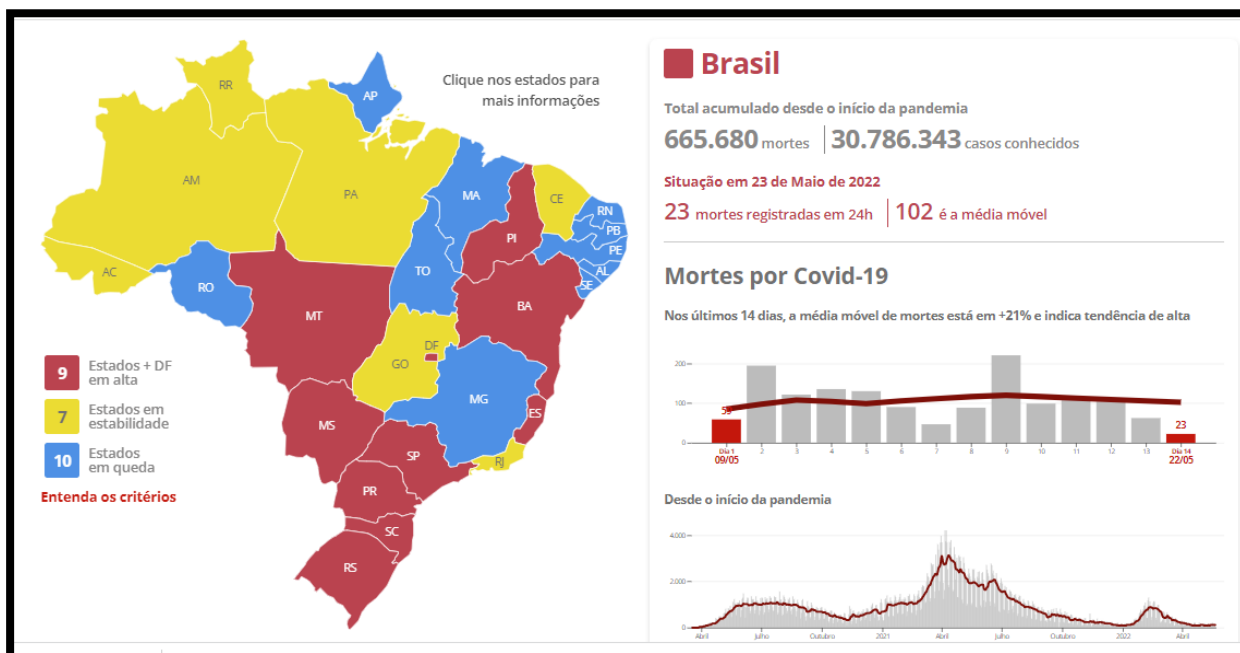 Clique nos estados para
mais informações
RR
AP
AM
PA
MA
CE
RN
PB
PE
AL
SE
PI
AC
RO
TO
BA
MT
DF
GO
MG
ES
MS
SP
RJ
PR
SC
RS
9 Estados + DF
em alta
7 Estados em
estabilidade
10 Estados
em queda
Entenda os critérios
Brasil
Total acumulado desde o início da pandemia
665.680 mortes 30.786.343 casos conhecidos
Situação em 23 de Maio de 2022
23 mortes registradas em 24h 102 é a média móvel
Mortes por Covid-19
Nos últimos 14 dias, a média móvel de mortes está em +21% e indica tendência de alta
200
100
0
23
Dia 1 2 3 4 5 6 7 8 9 10 11 12 13 Dia 14
09/05 22/05
Desde o início da pandemia
4.000
2.000
0
Abril Julho Outubro 2021 Abril Julho Outubro 2022 Abril